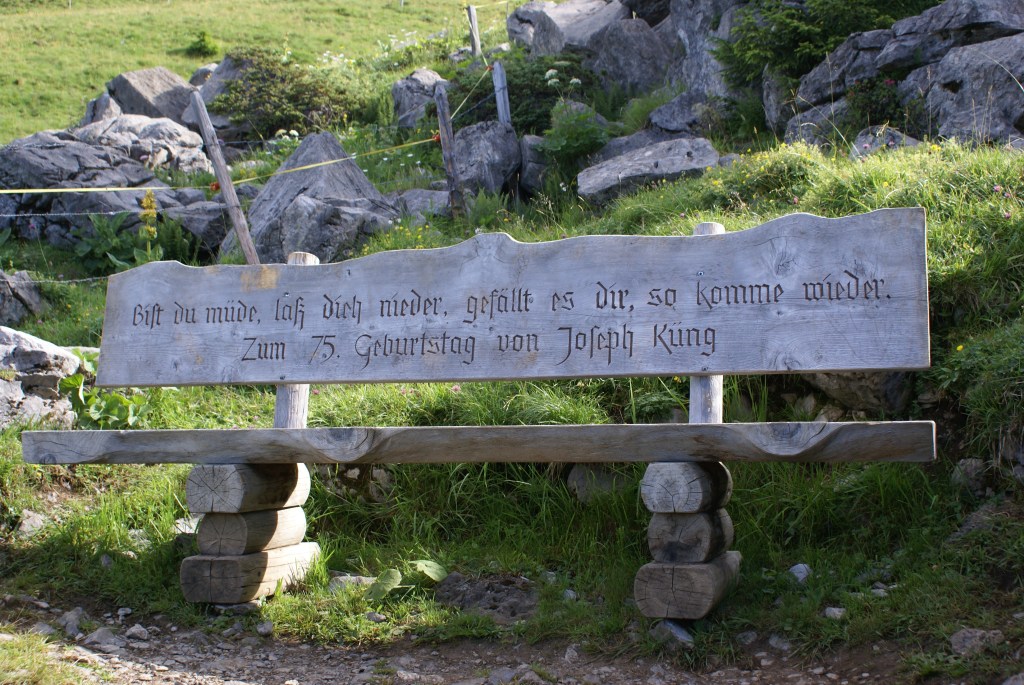 Bist du müde, laß dich nieder, gefällt es dir, so komme wieder.
Zum 75. Geburtstag von Joseph Küng